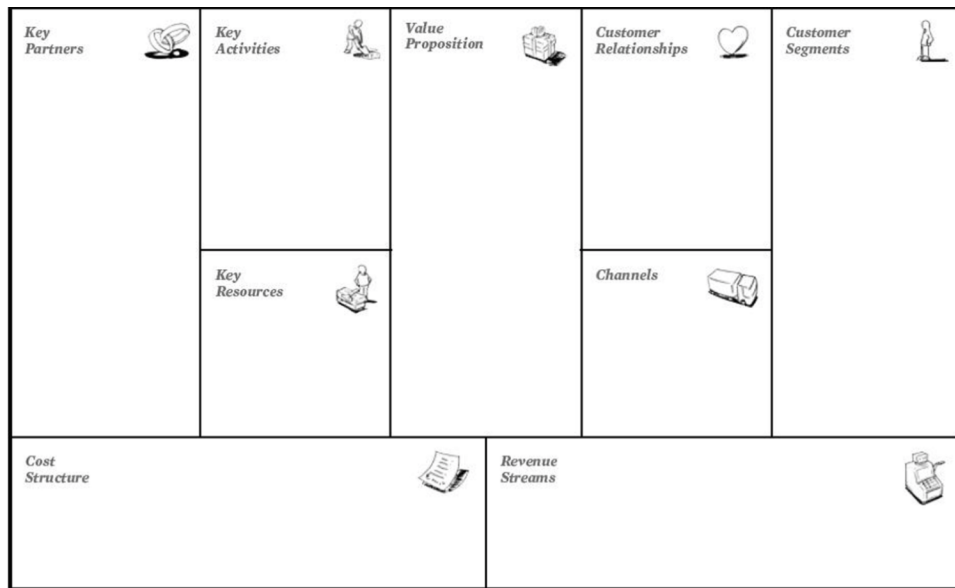 Key
Partners
Key
Activities
Value
Proposition
Customer
Relationships
Customer
Segments
Key
Resources
Channels
Cost
Structure
Revenue
Streams